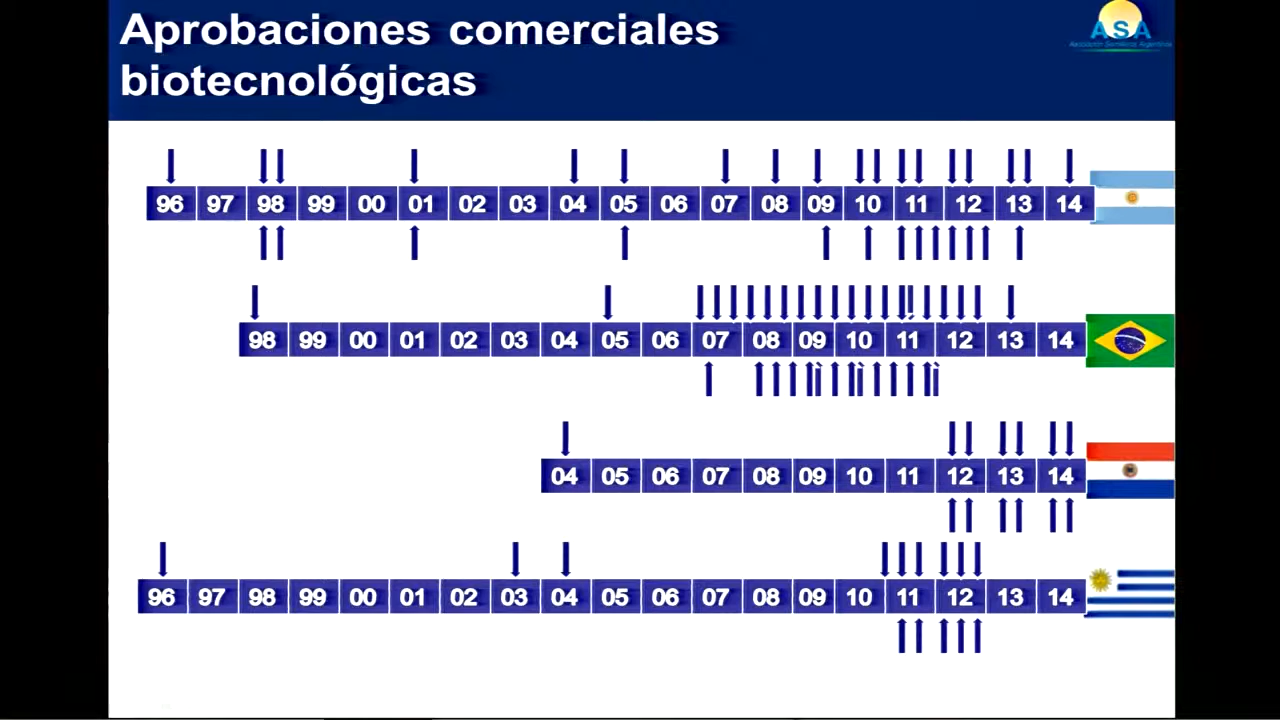 Aprobaciones comerciales
biotecnológicas
ASA
Asociación Semilleros Argentinos
96 97 98 99 00 01 02 03 04 05 06 07 08 09 10 11 12 13 14
98 99 00 01 02 03 04 05 06 07 08 09 10 11 12 13 14
04 05 06 07 08 09 10 11 12 13 14
96 97 98 99 00 01 02 03 04 05 06 07 08 09 10 11 12 13 14